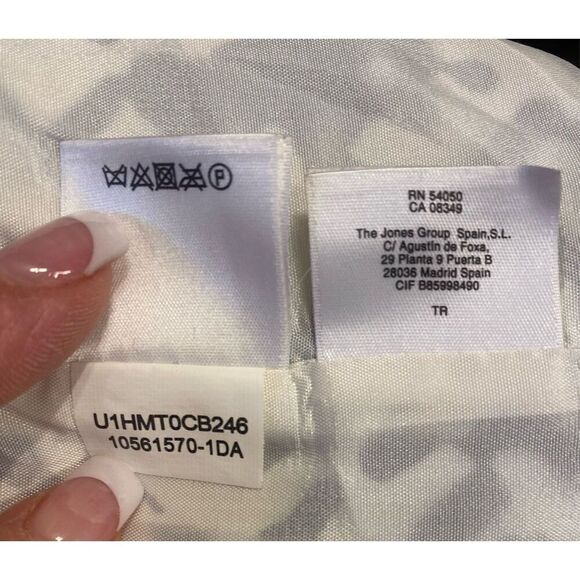 P
RN 54050
CA 08349
The Jones Group Spain,S.L.
C/ Agustin de Foxa,
29 Planta 9 Puerta B
28036 Madrid Spain
CIF B85998490
TR
U1HMT0CB246
10561570-1DA